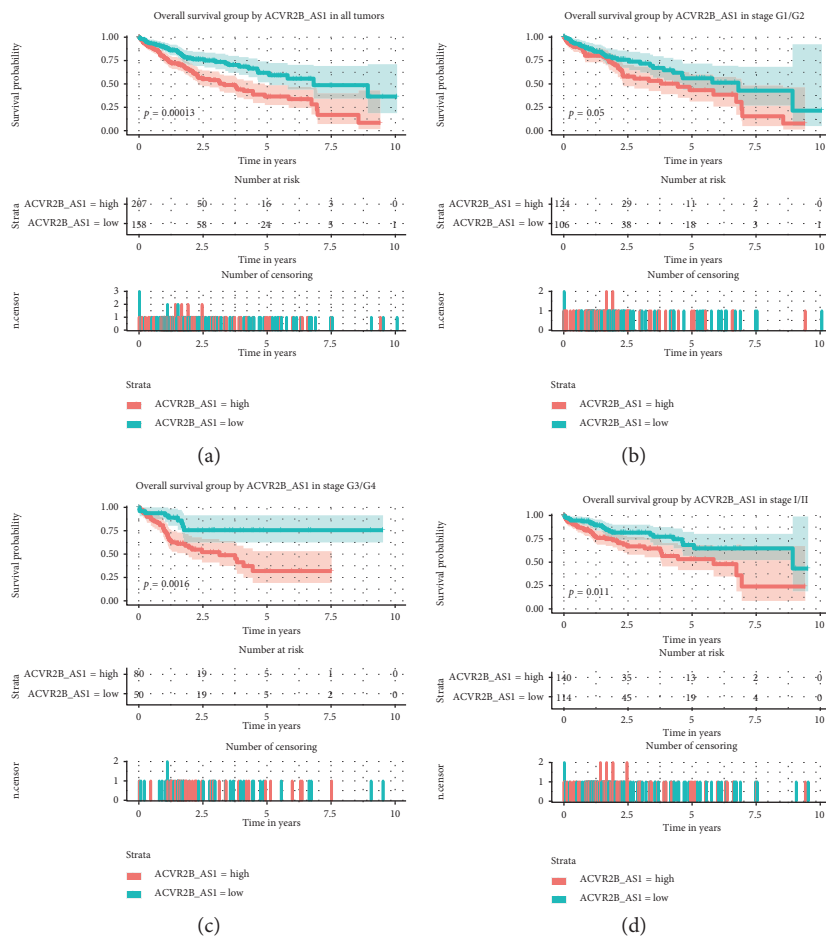 Overall survival group by ACVR2B_AS1 in all tumors
Survival probability
1.00
0.75
0.50
0.25
0.00
p = 0.00013
0 2.5 5 7.5 10
Time in years
Number at risk
Strata
ACVR2B_AS1 = high 207 50 16 3 0
ACVR2B_AS1 = low 158 58 24 5 1
0 2.5 5 7.5 10
Time in years
Number of censoring
n.censor
3
2
1
0
0 2.5 5 7.5 10
Time in years
Strata
ACVR2B_AS1 = high
ACVR2B_AS1 = low
(a)
Overall survival group by ACVR2B_AS1 in stage G1/G2
Survival probability
1.00
0.75
0.50
0.25
0.00
p = 0.05
0 2.5 5 7.5 10
Time in years
Number at risk
Strata
ACVR2B_AS1 = high 124 29 11 2 0
ACVR2B_AS1 = low 106 38 18 3 1
0 2.5 5 7.5 10
Time in years
Number of censoring
n.censor
2
1
0
0 2.5 5 7.5 10
Time in years
Strata
ACVR2B_AS1 = high
ACVR2B_AS1 = low
(b)
Overall survival group by ACVR2B_AS1 in stage G3/G4
Survival probability
1.00
0.75
0.50
0.25
0.00
p = 0.0016
0 2.5 5 7.5 10
Time in years
Number at risk
Strata
ACVR2B_AS1 = high 80 19 5 1 0
ACVR2B_AS1 = low 50 19 5 2 0
0 2.5 5 7.5 10
Time in years
Number of censoring
n.censor
2
1
0
0 2.5 5 7.5 10
Time in years
Strata
ACVR2B_AS1 = high
ACVR2B_AS1 = low
(c)
Overall survival group by ACVR2B_AS1 in stage I/II
Survival probability
1.00
0.75
0.50
0.25
0.00
p = 0.011
0 2.5 5 7.5 10
Time in years
Number at risk
Strata
ACVR2B_AS1 = high 140 35 13 2 0
ACVR2B_AS1 = low 114 45 19 4 0
0 2.5 5 7.5 10
Time in years
Number of censoring
n.censor
2
1
0
0 2.5 5 7.5 10
Time in years
Strata
ACVR2B_AS1 = high
ACVR2B_AS1 = low
(d)